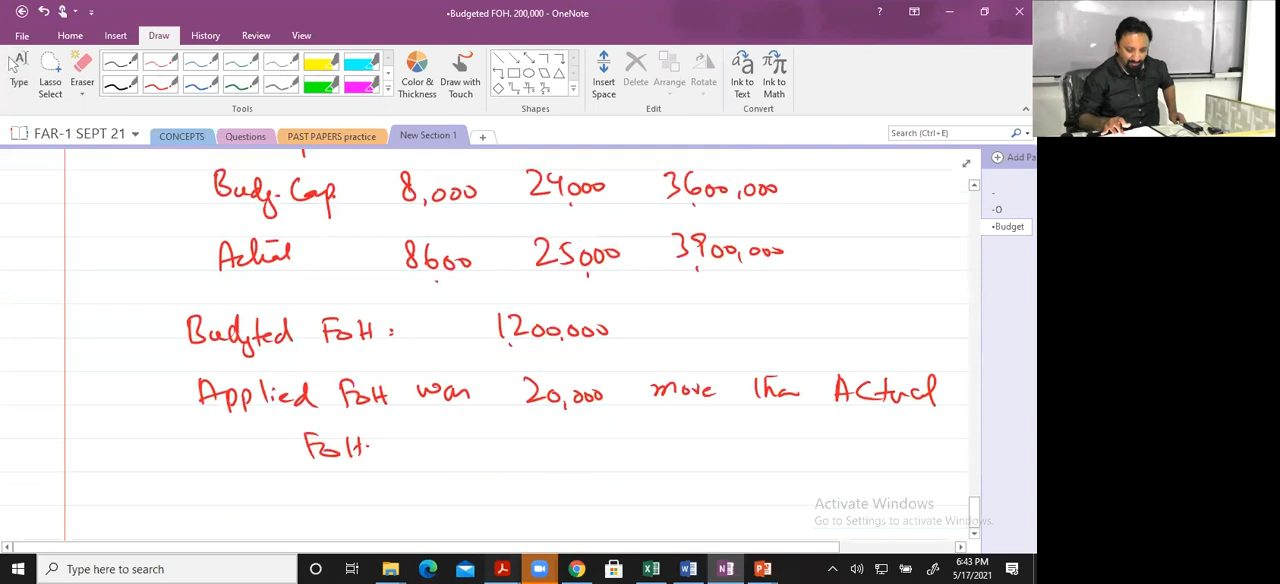 •Budgeted FOH. 200,000 - OneNote
?
File Home Insert Draw History Review View
Type
Lasso Select
Eraser
Color & Thickness
Draw with Touch
Insert Space
Delete
Arrange
Rotate
Ink to Text
Ink to Math
Tools
Shapes
Edit
Convert
FAR-1 SEPT 21
CONCEPTS
Questions
PAST PAPERS practice
New Section 1
Search (Ctrl+E)
Add Pa
-
-O
•Budget
Budg. Cap 8,000 24,000 3600,000
Actual 8600 25,000 3900,000
Budgted FOH : 1200,000
Applied FOH was 20,000 more than Actual
FOH.
Activate Windows
Go to Settings to activate Windows.
Type here to search
6:43 PM
5/17/2021